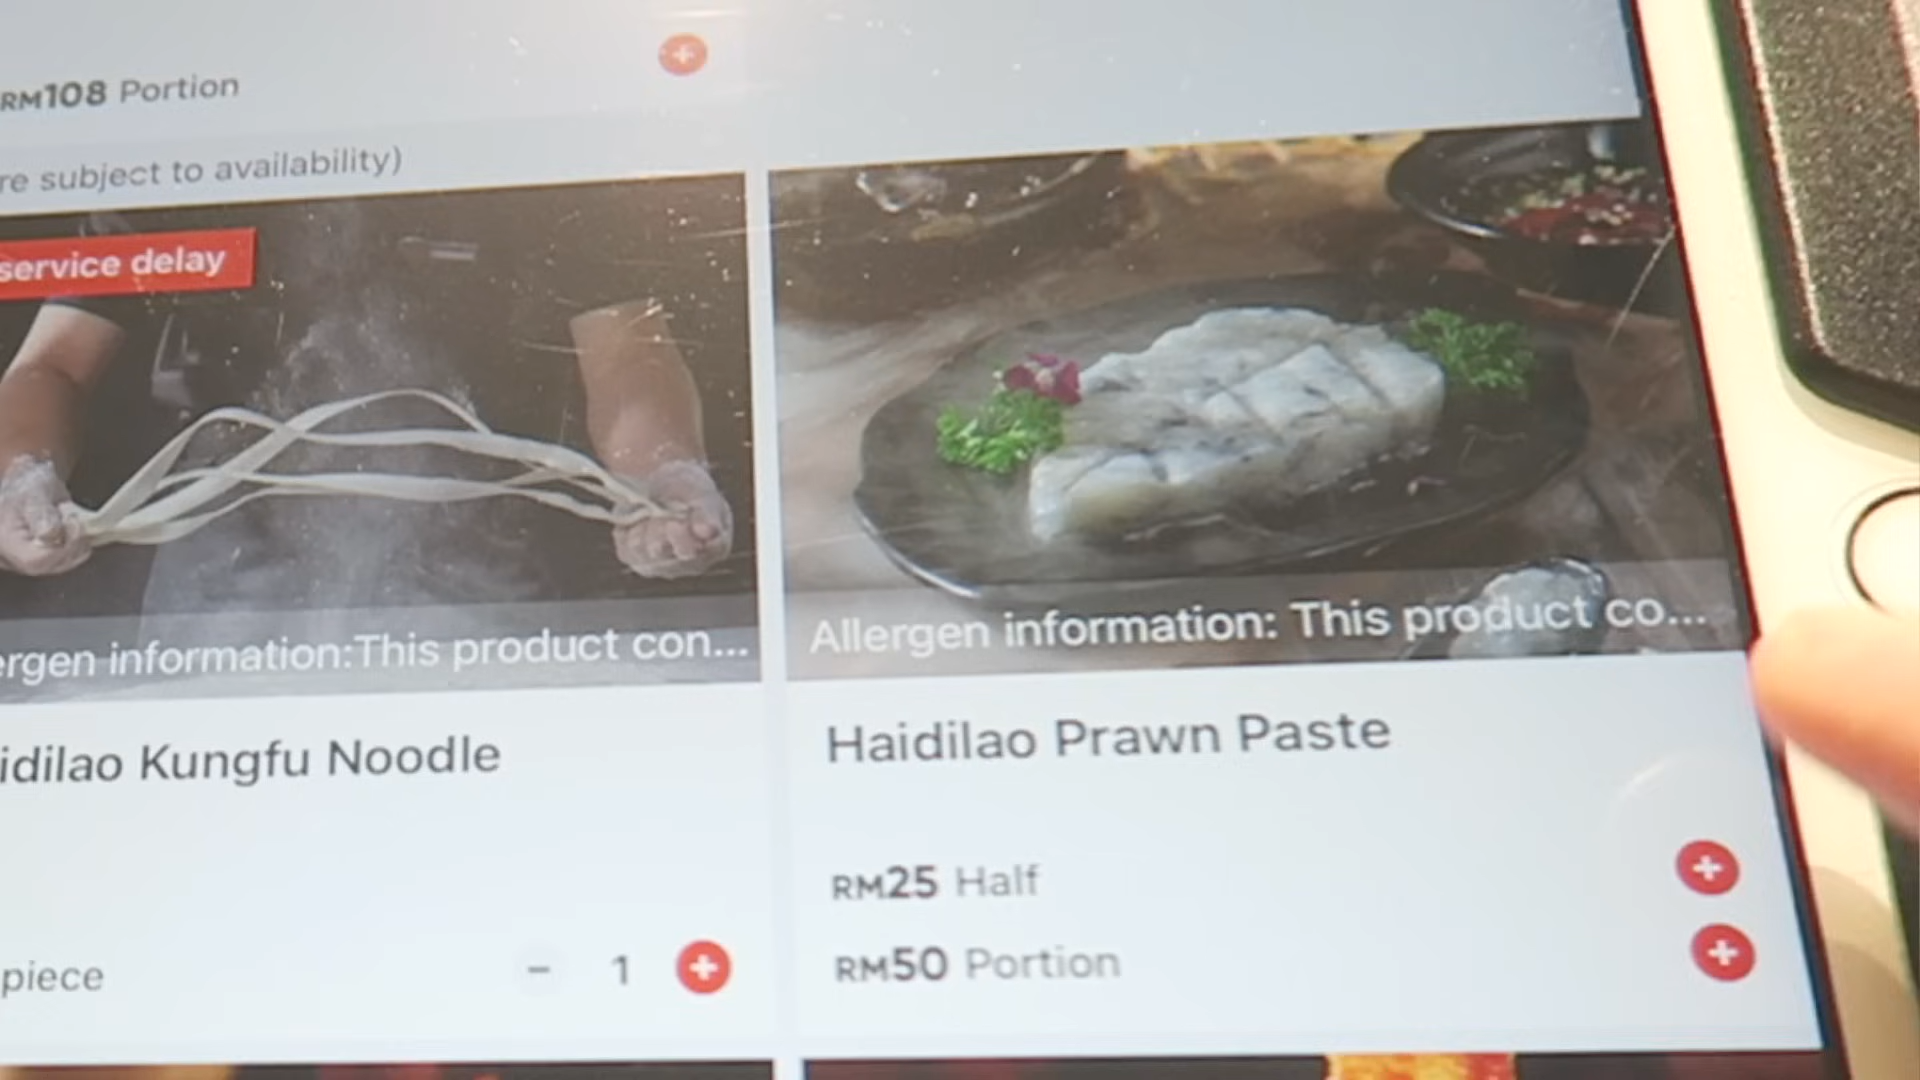 RM108 Portion
re subject to availability)
service delay
ergen information:This product con...
Allergen information: This product co...
idilao Kungfu Noodle
Haidilao Prawn Paste
RM25 Half
RM50 Portion
piece
1